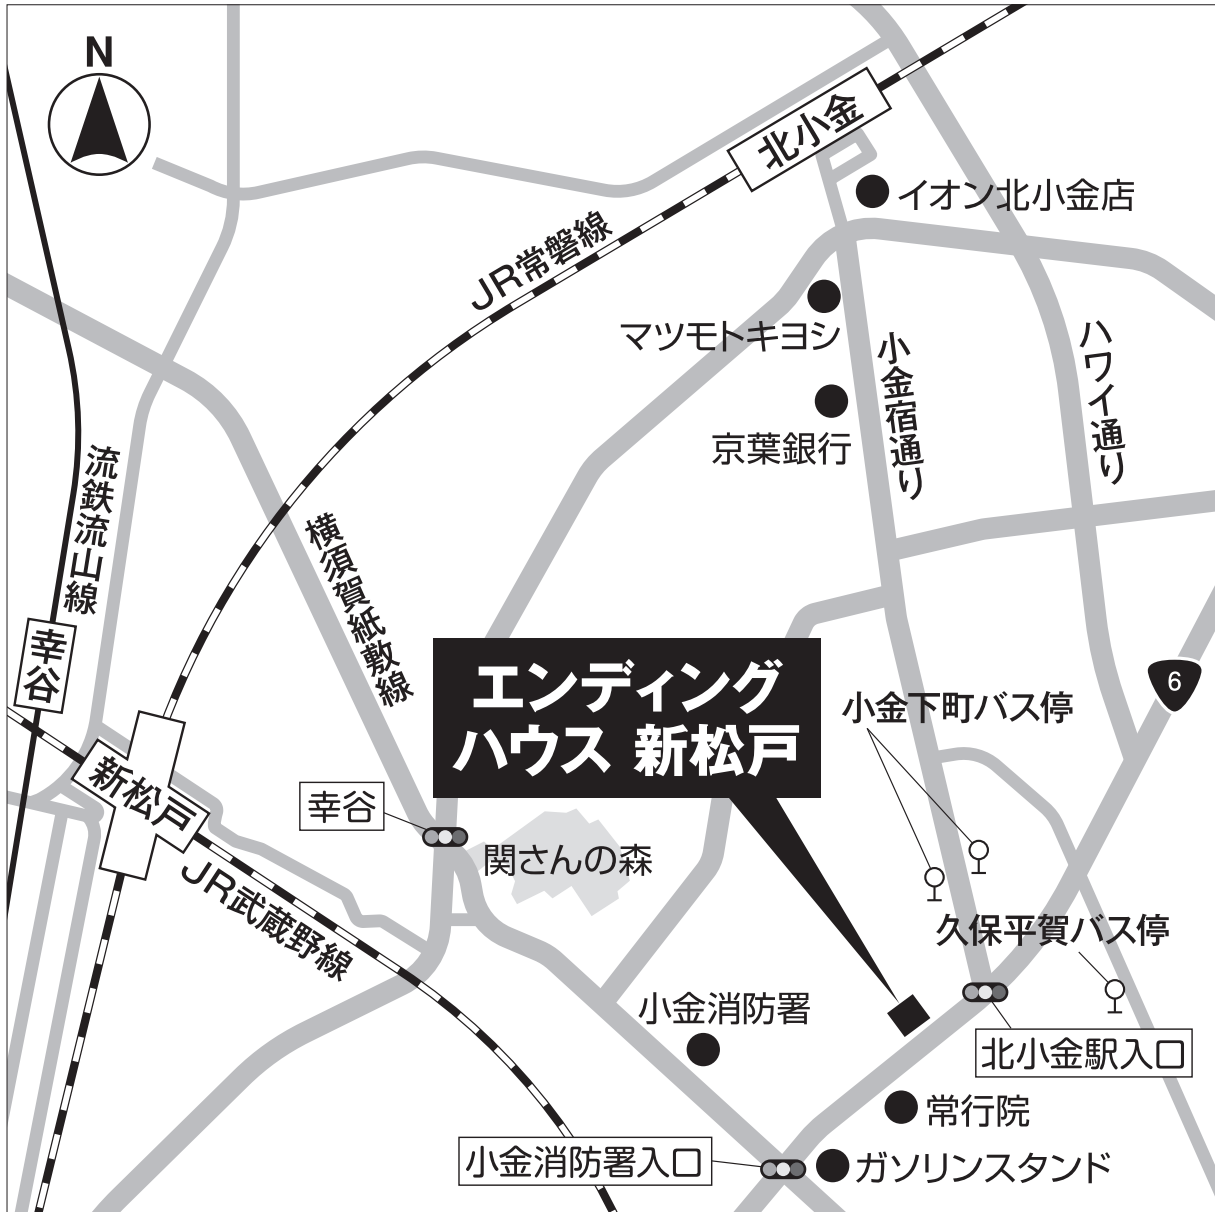 N
北小金
イオン北小金店
JR常磐線
マツモトキヨシ
小金宿通り
ハワイ通り
京葉銀行
流鉄流山線
横須賀紙敷線
幸谷
エンディング
ハウス 新松戸
6
小金下町バス停
新松戸
幸谷
関さんの森
JR武蔵野線
久保平賀バス停
小金消防署
北小金駅入口
常行院
小金消防署入口
ガソリンスタンド